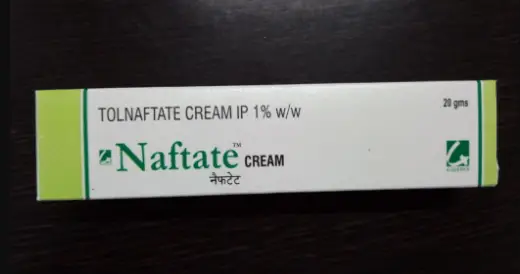 TOLNAFTATE CREAM IP 1% w/w
20 gms
Naftate™ CREAM
नैफटेट